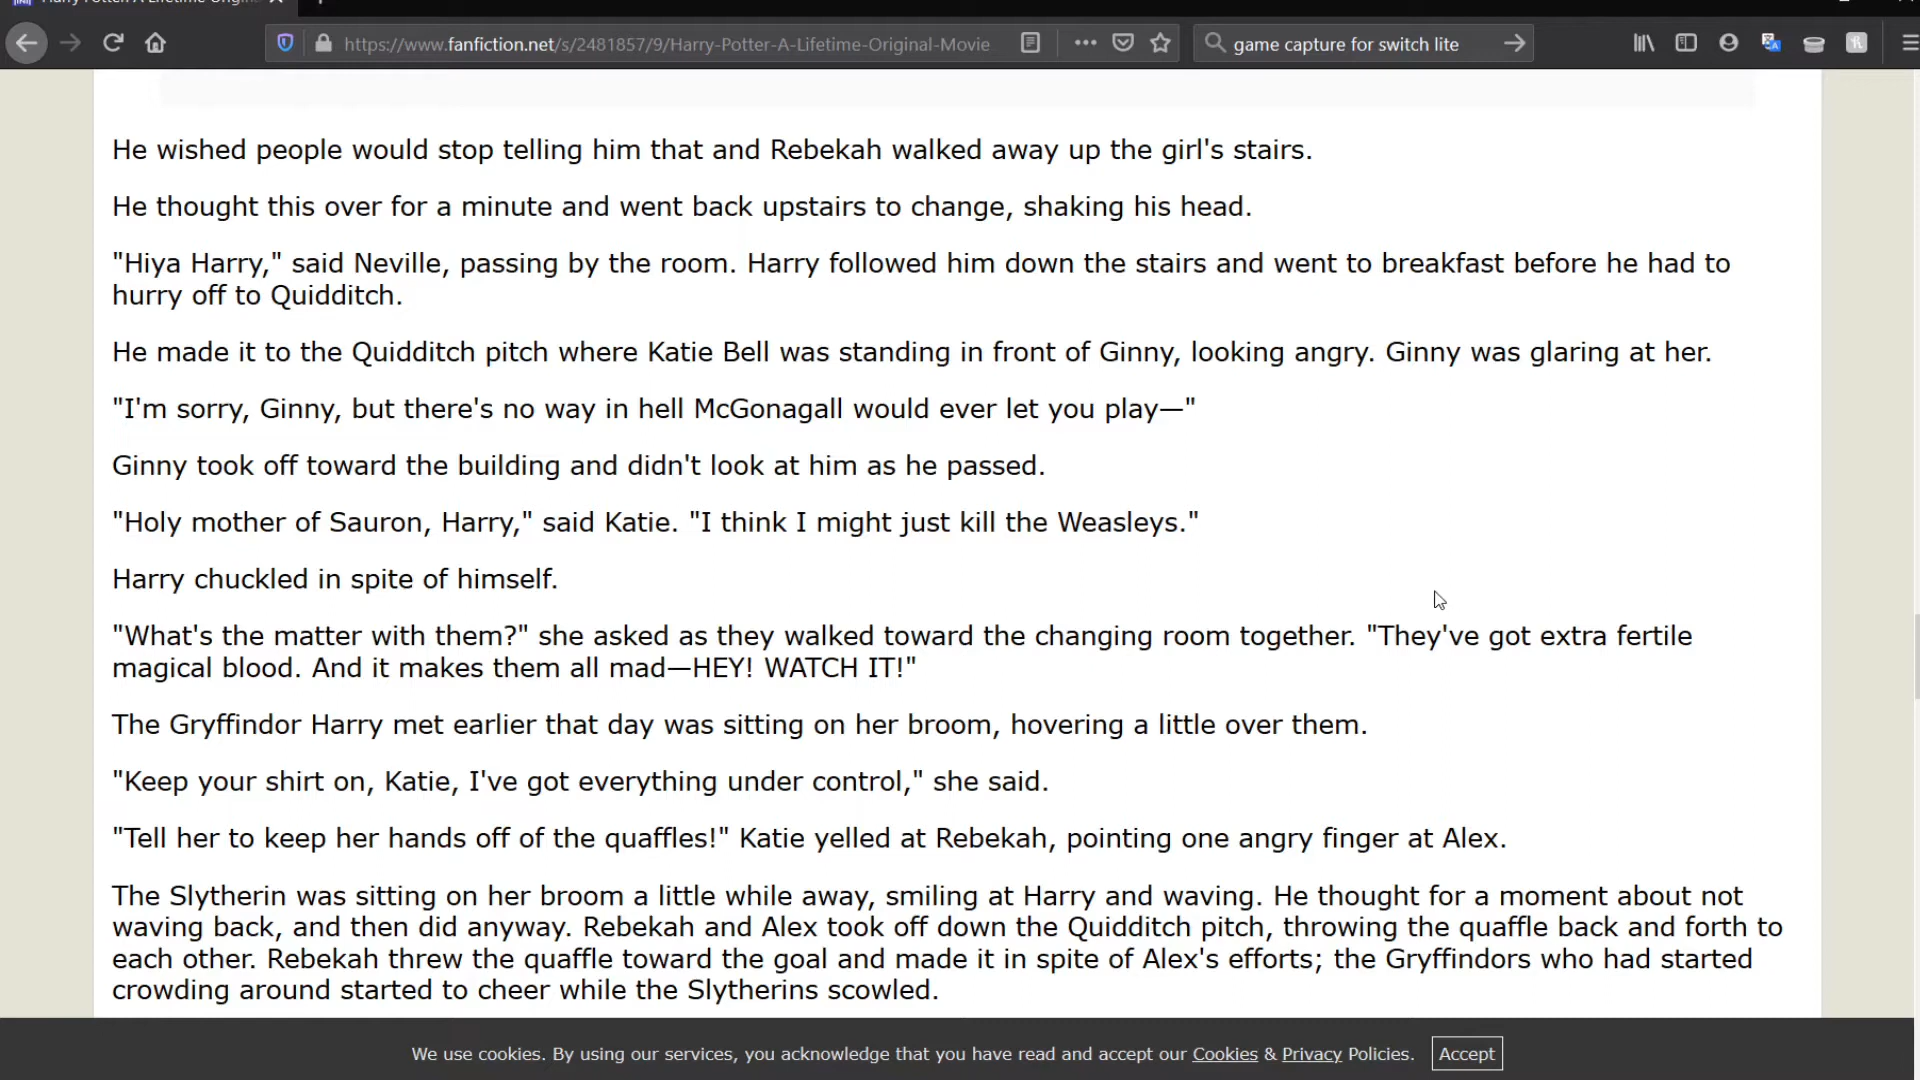 https://www.fanfiction.net/s/2481857/9/Harry-Potter-A-Lifetime-Original-Movie
game capture for switch lite
He wished people would stop telling him that and Rebekah walked away up the girl's stairs.
He thought this over for a minute and went back upstairs to change, shaking his head.
"Hiya Harry," said Neville, passing by the room. Harry followed him down the stairs and went to breakfast before he had to
hurry off to Quidditch.
He made it to the Quidditch pitch where Katie Bell was standing in front of Ginny, looking angry. Ginny was glaring at her.
"I'm sorry, Ginny, but there's no way in hell McGonagall would ever let you play—"
Ginny took off toward the building and didn't look at him as he passed.
"Holy mother of Sauron, Harry," said Katie. "I think I might just kill the Weasleys."
Harry chuckled in spite of himself.
"What's the matter with them?" she asked as they walked toward the changing room together. "They've got extra fertile
magical blood. And it makes them all mad—HEY! WATCH IT!"
The Gryffindor Harry met earlier that day was sitting on her broom, hovering a little over them.
"Keep your shirt on, Katie, I've got everything under control," she said.
"Tell her to keep her hands off of the quaffles!" Katie yelled at Rebekah, pointing one angry finger at Alex.
The Slytherin was sitting on her broom a little while away, smiling at Harry and waving. He thought for a moment about not
waving back, and then did anyway. Rebekah and Alex took off down the Quidditch pitch, throwing the quaffle back and forth to
each other. Rebekah threw the quaffle toward the goal and made it in spite of Alex's efforts; the Gryffindors who had started
crowding around started to cheer while the Slytherins scowled.
We use cookies. By using our services, you acknowledge that you have read and accept our Cookies & Privacy Policies. Accept